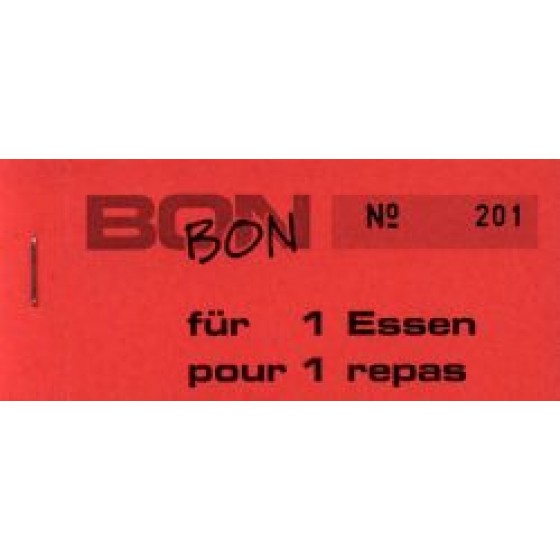 BON Nº 201
BON
für 1 Essen
pour 1 repas